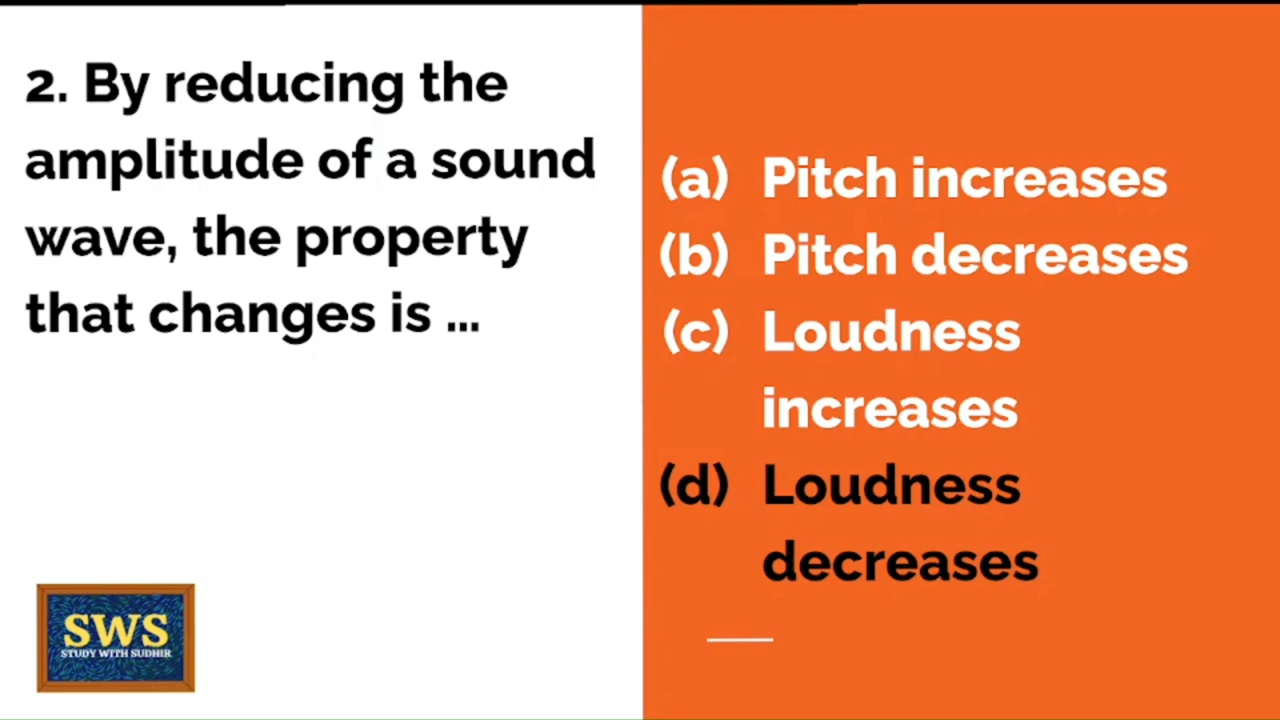 2. By reducing the
amplitude of a sound
wave, the property
that changes is ...
(a) Pitch increases
(b) Pitch decreases
(c) Loudness
increases
(d) Loudness
decreases
SWS
STUDY WITH SUDHIR